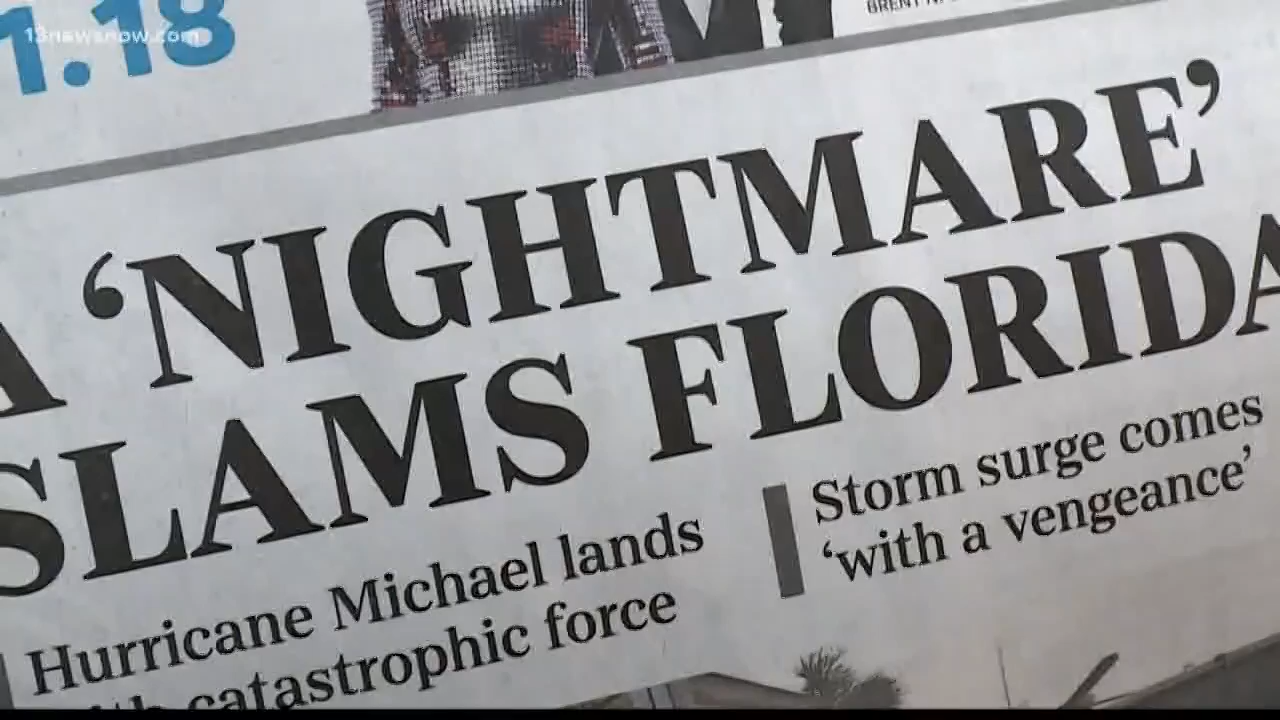 1.18
13newsnow.com
A ‘NIGHTMARE’
SLAMS FLORIDA
Hurricane Michael lands
catastrophic force
Storm surge comes
‘with a vengeance’